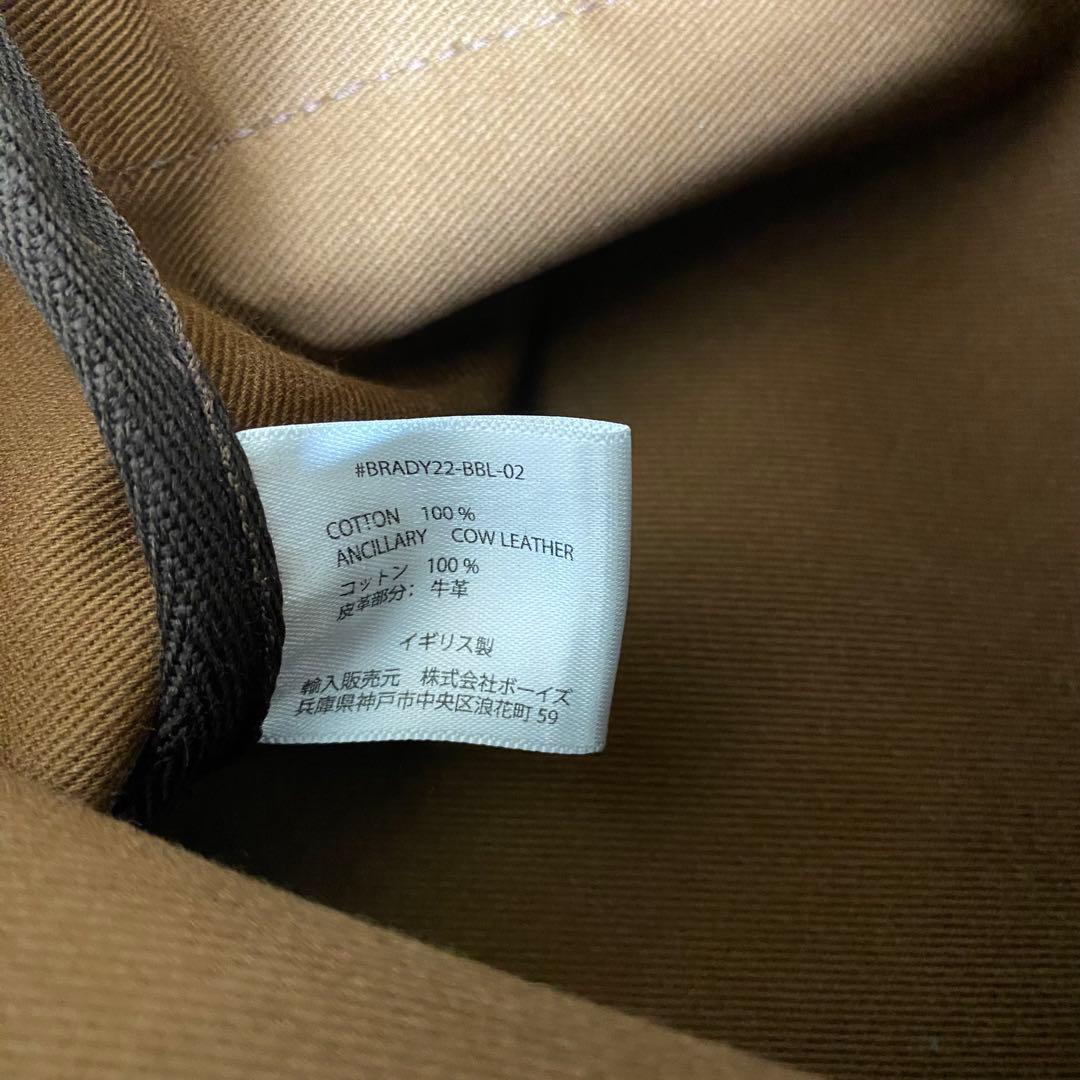 #BRADY22-BBL-02
COTTON 100 %
ANCILLARY COW LEATHER
コットン 100 %
皮革部分: 牛革
イギリス製
輸入販売元 株式会社ボーイズ
兵庫県神戸市中央区浪花町 59